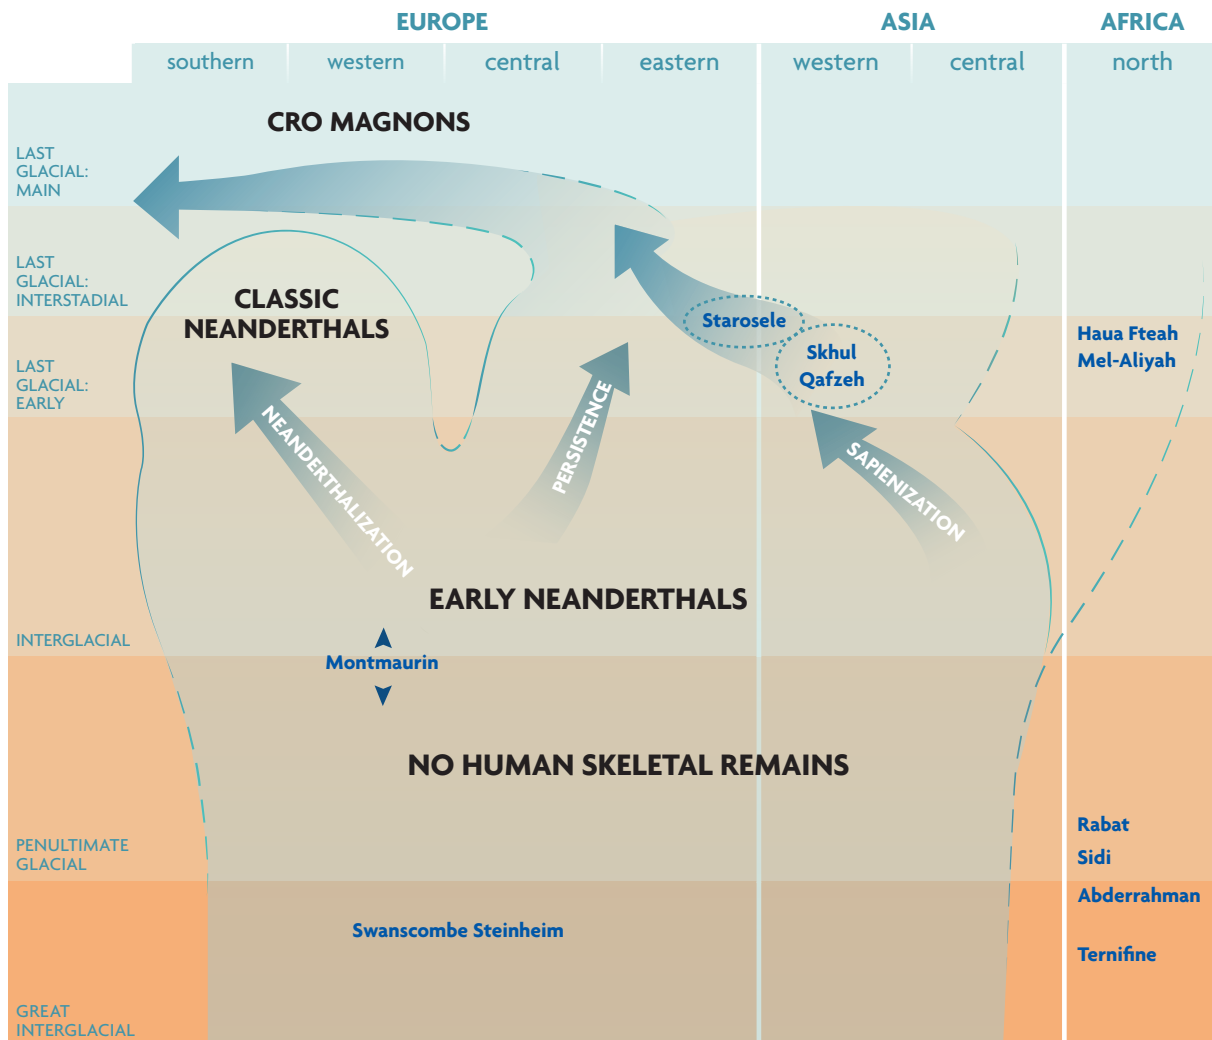 EUROPE
ASIA
AFRICA
southern
western
central
eastern
western
central
north
CRO MAGNONS
LAST
GLACIAL:
MAIN
LAST
GLACIAL:
INTERSTADIAL
CLASSIC
NEANDERTHALS
Starosele
Skhul
Qafzeh
Haua Fteah
Mel-Aliyah
LAST
GLACIAL:
EARLY
NEANDERTHALIZATION
PERSISTENCE
SAPIENIZATION
EARLY NEANDERTHALS
INTERGLACIAL
Montmaurin
NO HUMAN SKELETAL REMAINS
Rabat
Sidi
PENULTIMATE
GLACIAL
Abderrahman
Swanscombe Steinheim
Ternifine
GREAT
INTERGLACIAL